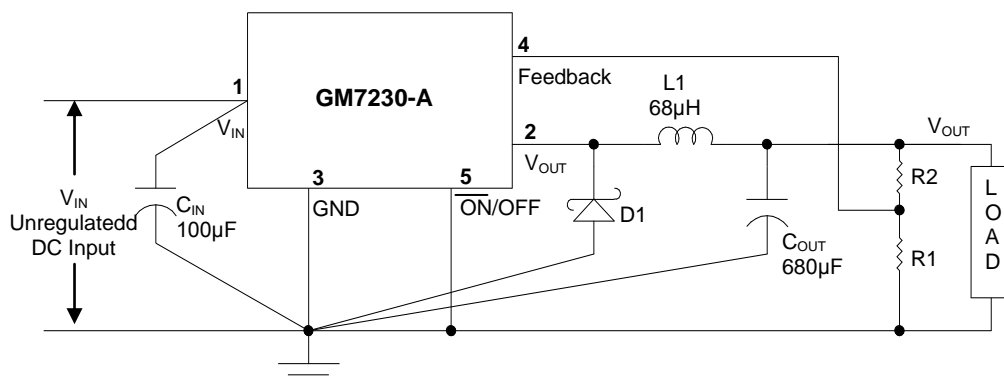 4
Feedback
L1
68µH
1
GM7230-A
VIN
2
VOUT
VOUT
R2
3
5
GND
ON/OFF
D1
VIN
Unregulatedd
DC Input
CIN
100µF
COUT
680µF
R1
LOAD